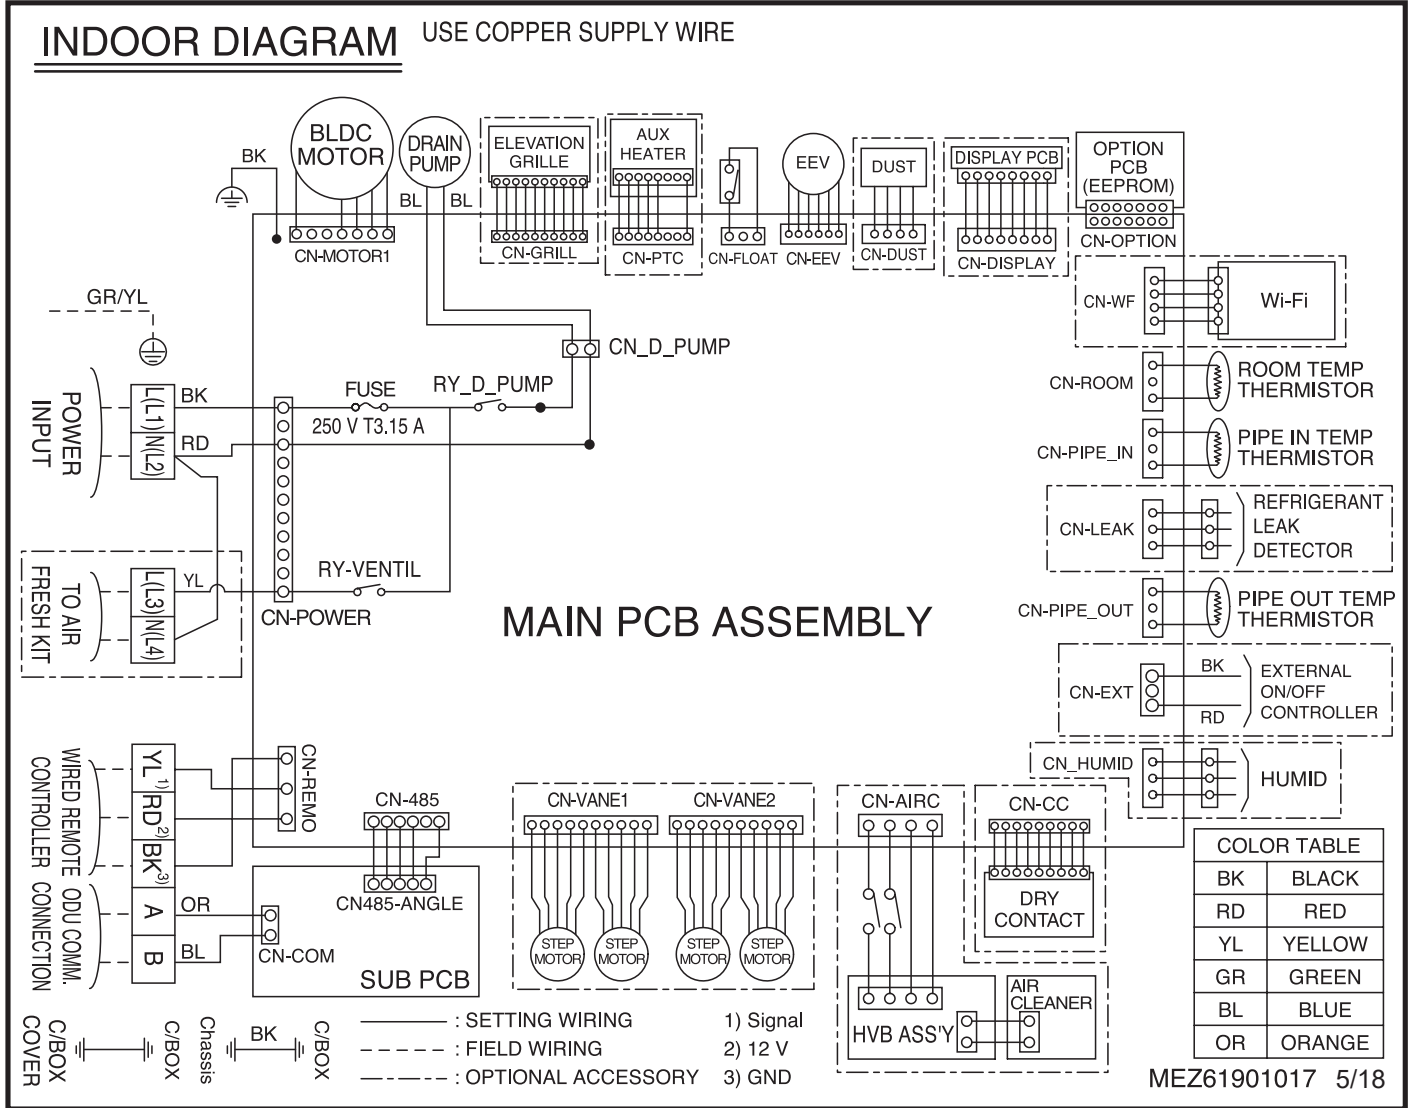 INDOOR DIAGRAM
USE COPPER SUPPLY WIRE
BK
BLDC
MOTOR
CN-MOTOR1
DRAIN
PUMP
BL
BL
ELEVATION
GRILLE
CN-GRILL
AUX
HEATER
CN-PTC
CN-FLOAT
EEV
CN-EEV
DUST
CN-DUST
DISPLAY PCB
CN-DISPLAY
OPTION
PCB
(EEPROM)
CN-OPTION
CN-WF
Wi-Fi
CN-ROOM
ROOM TEMP
THERMISTOR
CN-PIPE_IN
PIPE IN TEMP
THERMISTOR
CN-LEAK
REFRIGERANT
LEAK
DETECTOR
CN-PIPE_OUT
PIPE OUT TEMP
THERMISTOR
CN-EXT
BK
RD
EXTERNAL
ON/OFF
CONTROLLER
CN_HUMID
HUMID
GR/YL
POWER
INPUT
L(L1)
N(L2)
BK
RD
FUSE
250 V T3.15 A
RY_D_PUMP
CN_D_PUMP
TO AIR
FRESH KIT
L(L3)
N(L4)
YL
RY-VENTIL
CN-POWER
MAIN PCB ASSEMBLY
WIRED REMOTE
CONTROLLER
YL1)
RD2)
BK3)
CN-REMO
ODU COMM.
CONNECTION
A
B
OR
BL
CN-485
CN485-ANGLE
CN-COM
SUB PCB
CN-VANE1
CN-VANE2
STEP
MOTOR
STEP
MOTOR
STEP
MOTOR
STEP
MOTOR
CN-AIRC
HVB ASS'Y
AIR
CLEANER
CN-CC
DRY
CONTACT
COLOR TABLE
BK BLACK
RD RED
YL YELLOW
GR GREEN
BL BLUE
OR ORANGE
C/BOX
COVER
C/BOX
Chassis
BK
C/BOX
: SETTING WIRING
: FIELD WIRING
: OPTIONAL ACCESSORY
1) Signal
2) 12 V
3) GND
MEZ61901017 5/18